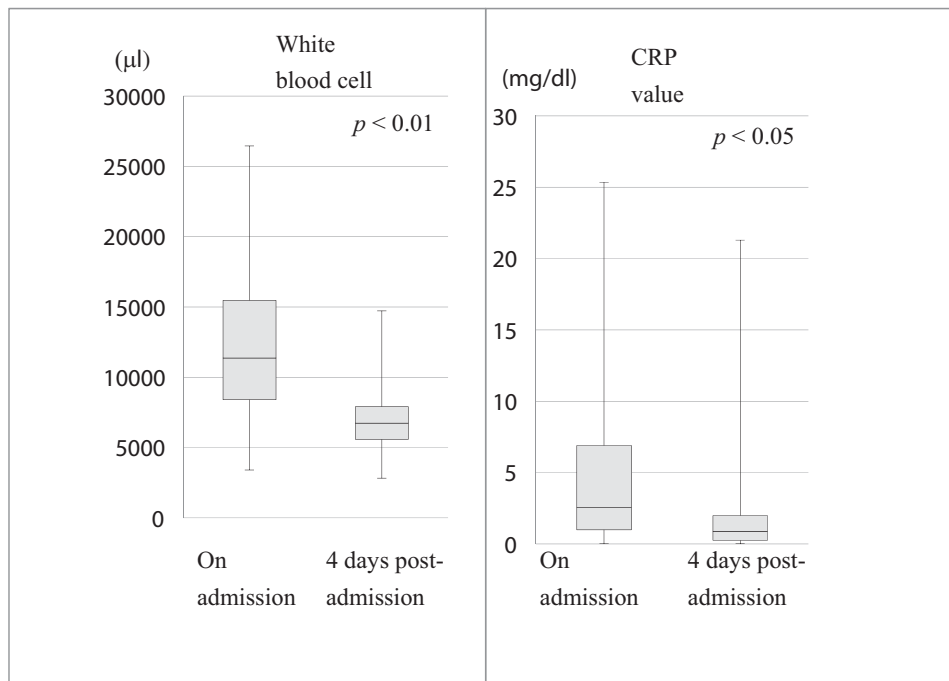 White
blood cell
(μl)
p < 0.01
30000
25000
20000
15000
10000
5000
0
On
admission
4 days post-
admission
CRP
value
(mg/dl)
p < 0.05
30
25
20
15
10
5
0
On
admission
4 days post-
admission